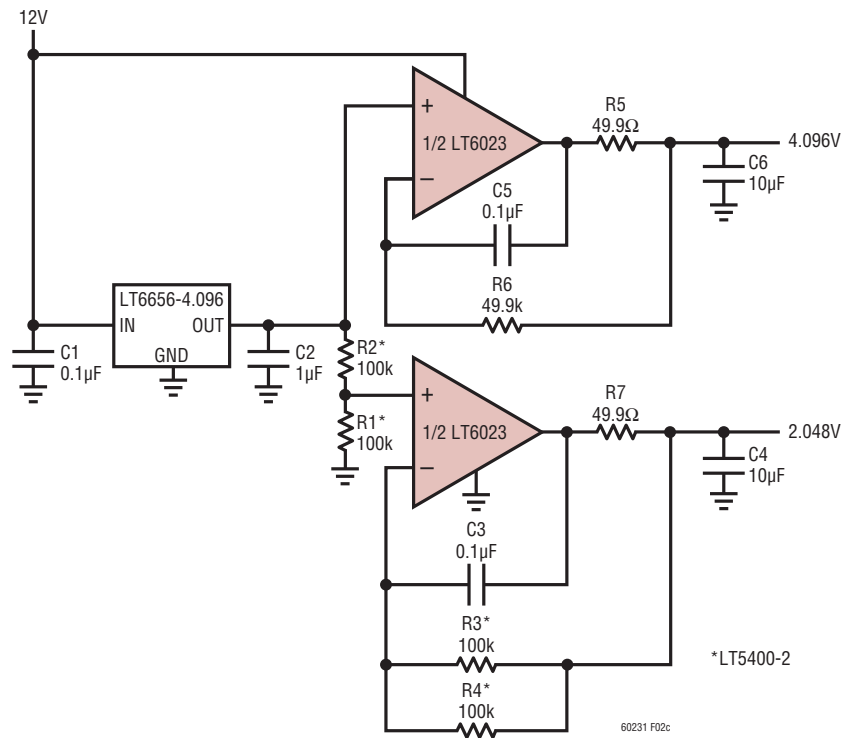 12V
+
1/2 LT6023
–
R5
49.9Ω
4.096V
C6
10µF
C5
0.1µF
R6
49.9k
LT6656-4.096
IN
OUT
GND
C1
0.1µF
C2
1µF
R2*
100k
R1*
100k
+
1/2 LT6023
–
R7
49.9Ω
2.048V
C4
10µF
C3
0.1µF
R3*
100k
R4*
100k
*LT5400-2
60231 F02c